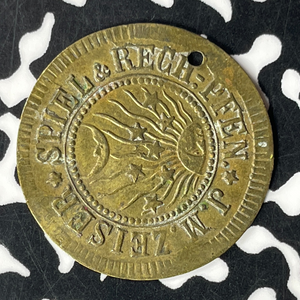 ★ SPIEL & RECH-PFEN. ★ J. M. ZEISER